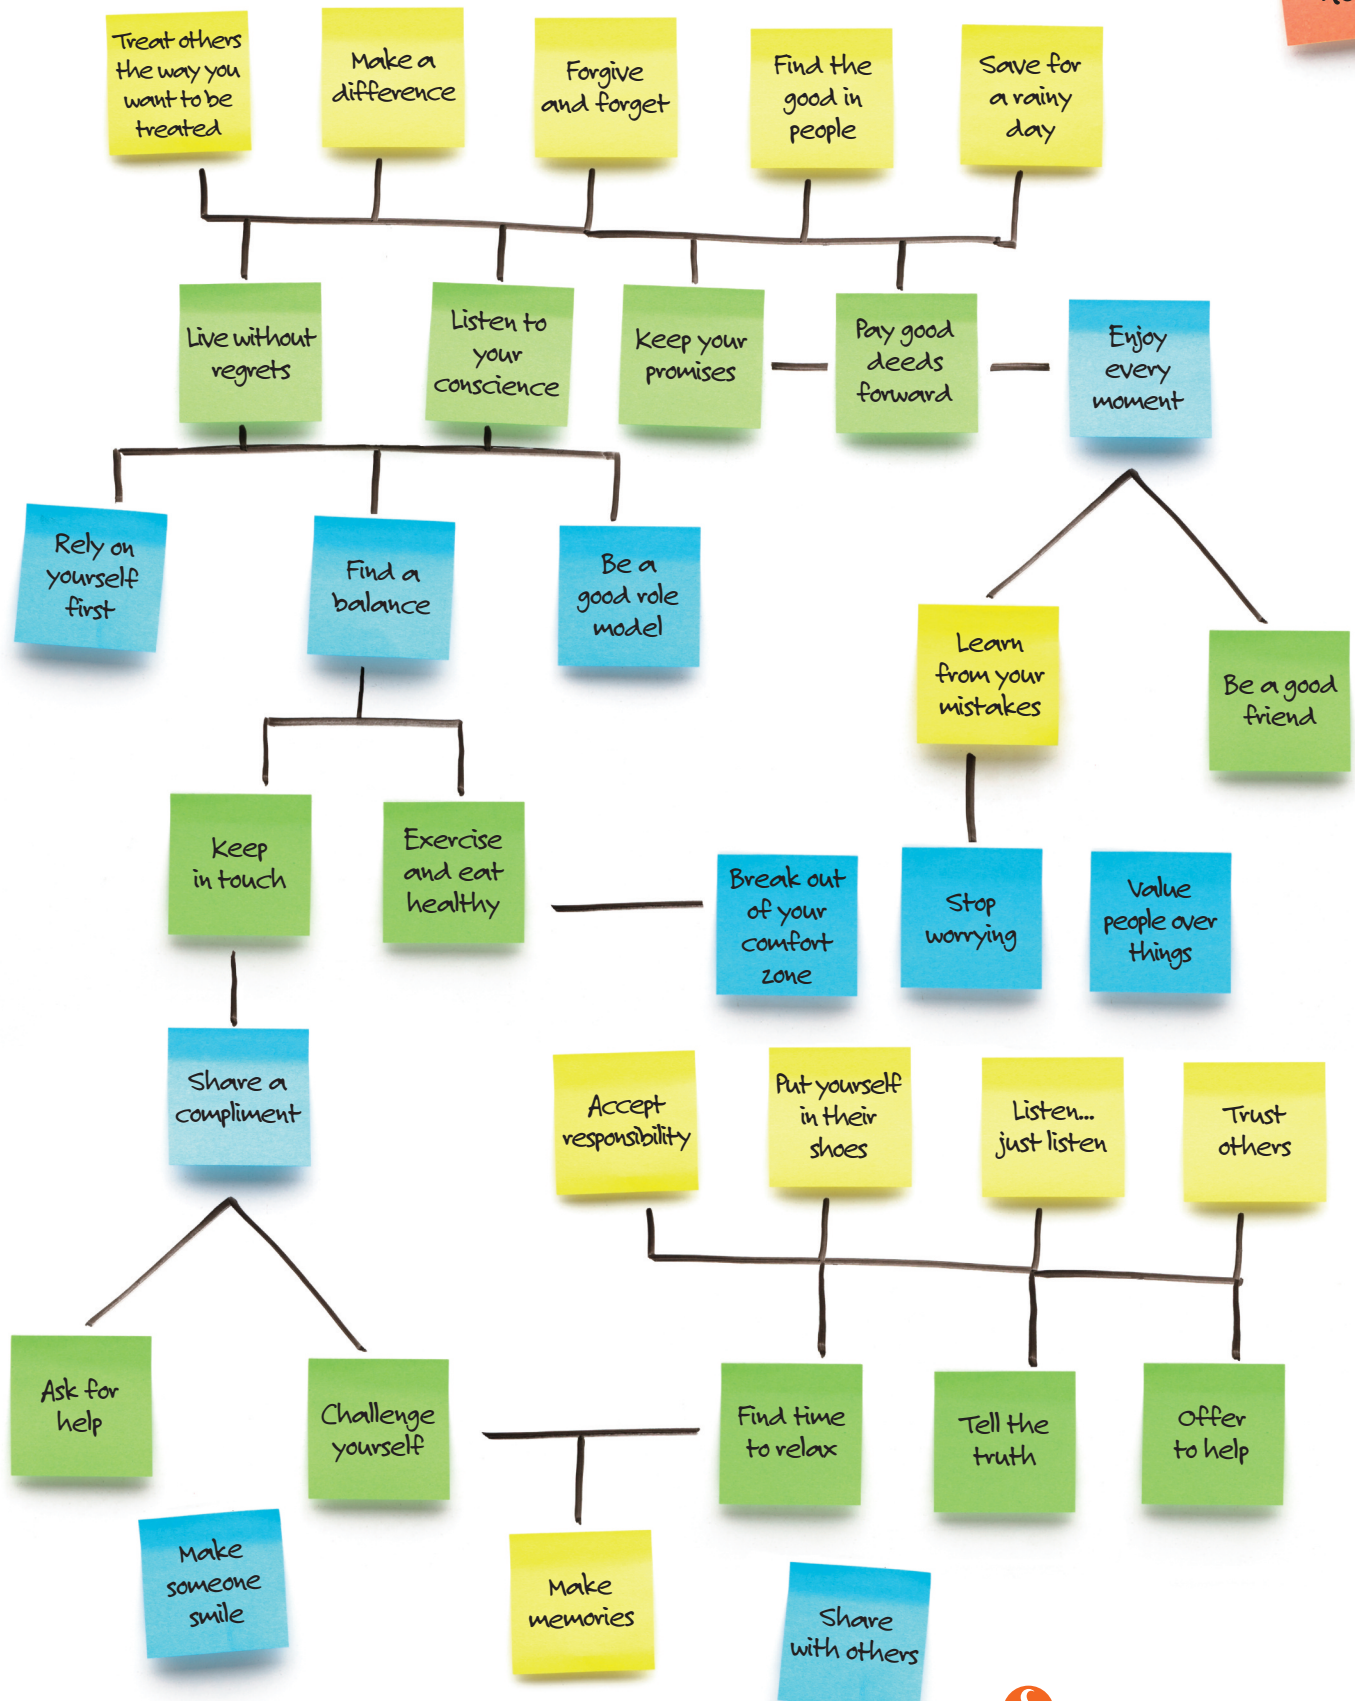 Treat others
the way you
want to be
treated
Make a
difference
Forgive
and forget
Find the
good in
people
Save for
a rainy
day
Live without
regrets
Listen to
your
conscience
Keep your
promises
Pay good
deeds
forward
Enjoy
every
moment
Rely on
yourself
first
Find a
balance
Be a
good role
model
Learn
from your
mistakes
Be a good
friend
Keep
in touch
Exercise
and eat
healthy
Break out
of your
comfort
zone
Stop
worrying
Value
people over
things
Share a
compliment
Accept
responsibility
Put yourself
in their
shoes
Listen...
just listen
Trust
others
Ask for
help
Challenge
yourself
Find time
to relax
Tell the
truth
Offer
to help
Make
someone
smile
Make
memories
Share
with others